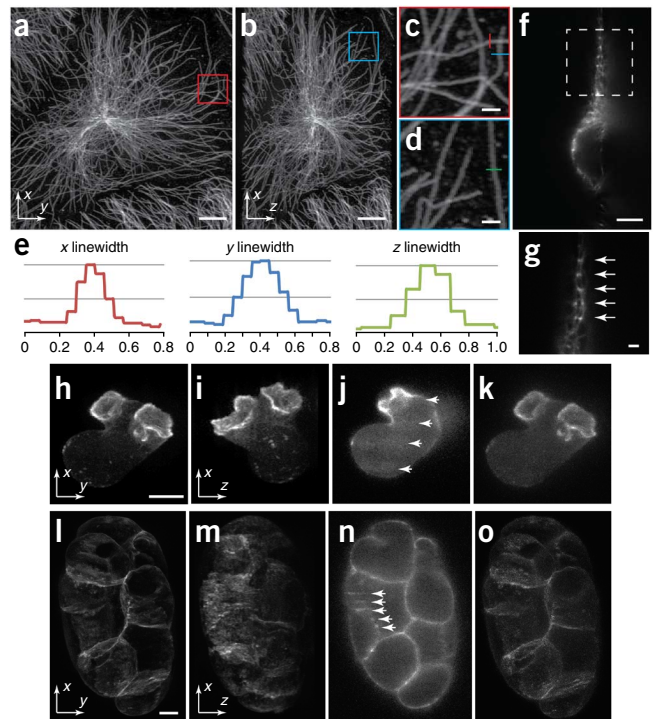 a
x
y
b
x
z
c
d
f
e
x linewidth
y linewidth
z linewidth
0 0.2 0.4 0.6 0.8
0 0.2 0.4 0.6 0.8
0 0.2 0.4 0.6 0.8 1.0
g
h
x
y
i
x
z
j
k
l
x
y
m
x
z
n
o